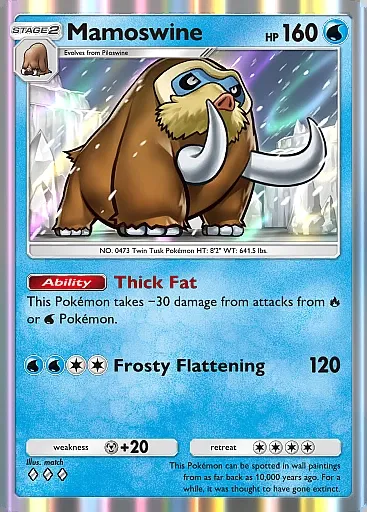 STAGE 2 Mamoswine HP 160
Evolves from Piloswine
NO. 0473 Twin Tusk Pokémon HT: 8'2" WT: 641.5 lbs.
Ability Thick Fat
This Pokémon takes −30 damage from attacks from
or Pokémon.
Frosty Flattening 120
weakness +20 retreat
Illus. match
This Pokémon can be spotted in wall paintings
from as far back as 10,000 years ago. For a
while, it was thought to have gone extinct.